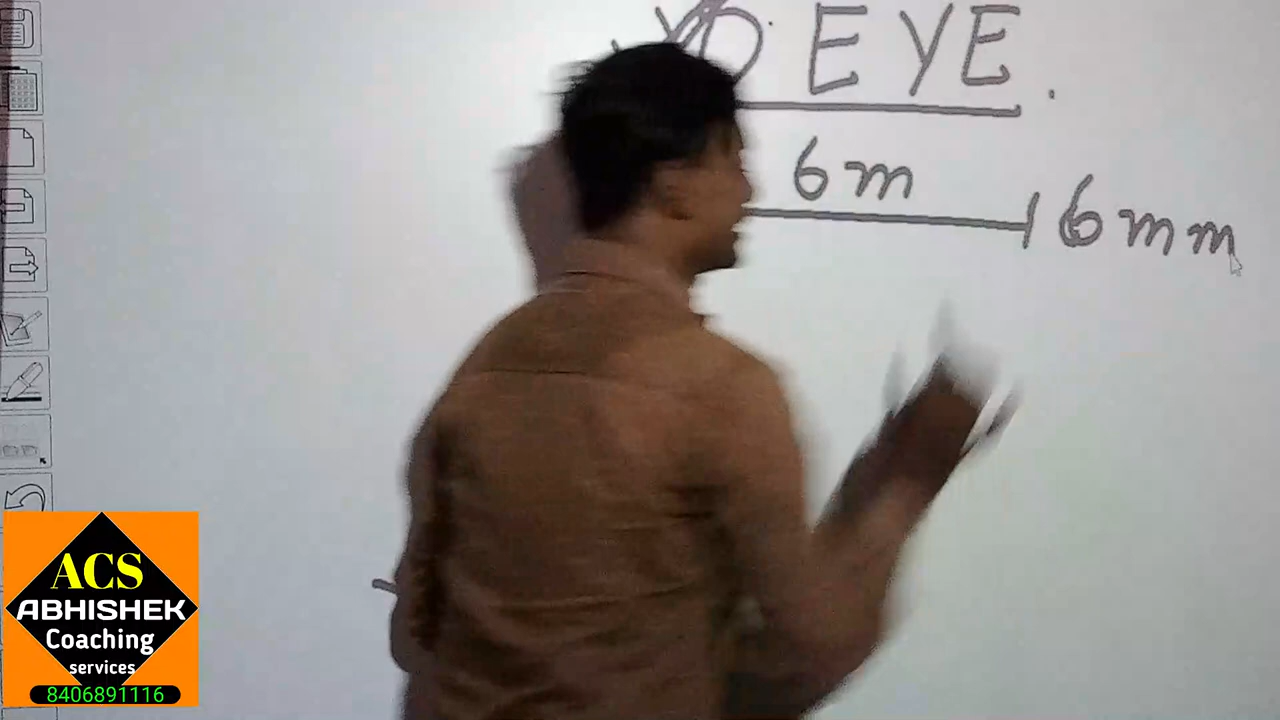 EYE.
6m
6mm
ACS
ABHISHEK
Coaching
services
8406891116